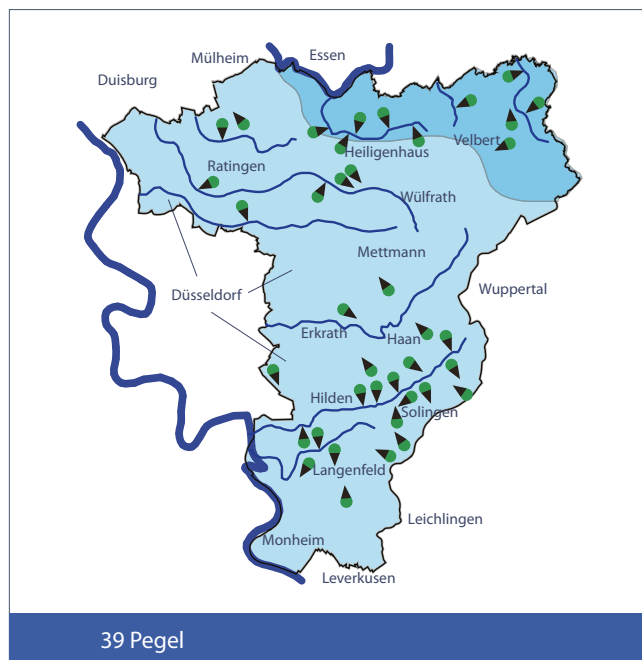 Essen
Mülheim
Duisburg
Velbert
Heiligenhaus
Ratingen
Wülfrath
Mettmann
Wuppertal
Düsseldorf
Erkrath
Haan
Hilden
Solingen
Langenfeld
Leichlingen
Monheim
Leverkusen
39 Pegel